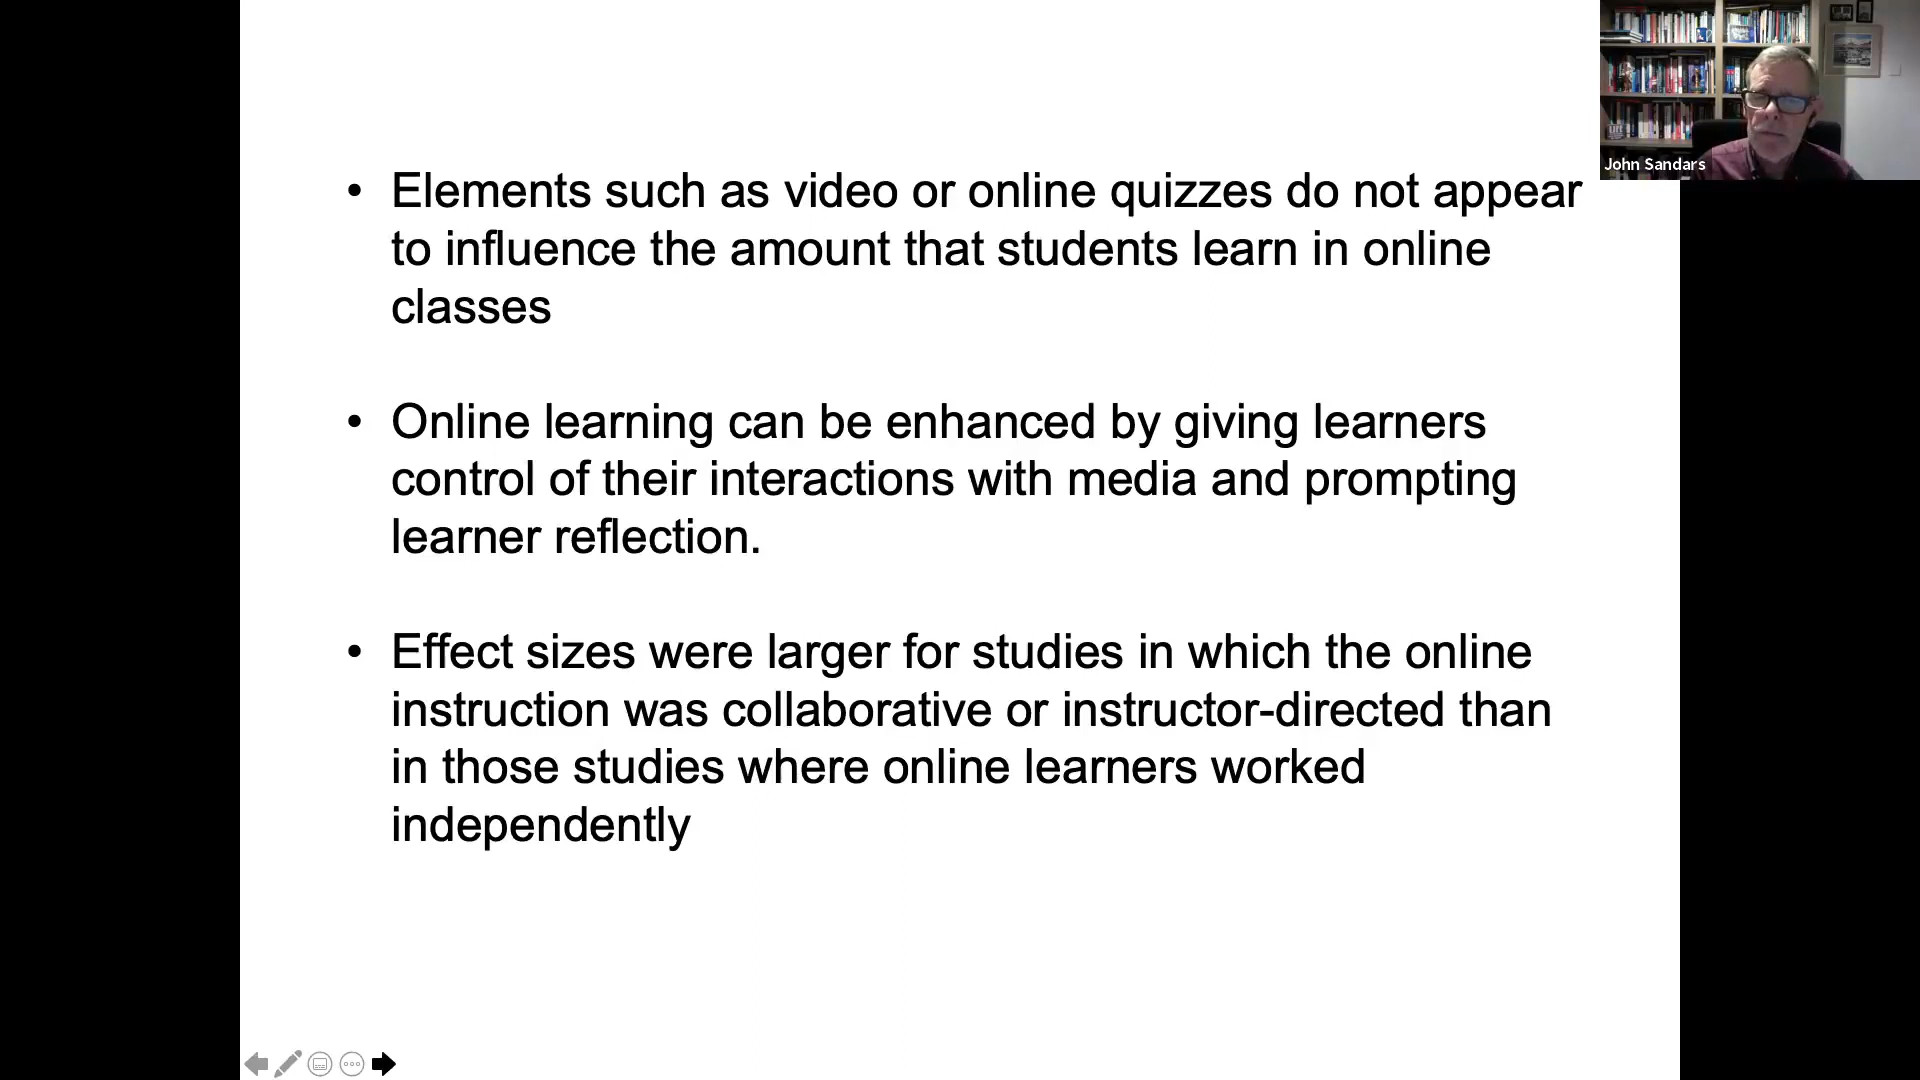 • Elements such as video or online quizzes do not appear
to influence the amount that students learn in online
classes
• Online learning can be enhanced by giving learners
control of their interactions with media and prompting
learner reflection.
• Effect sizes were larger for studies in which the online
instruction was collaborative or instructor-directed than
in those studies where online learners worked
independently
John Sandars